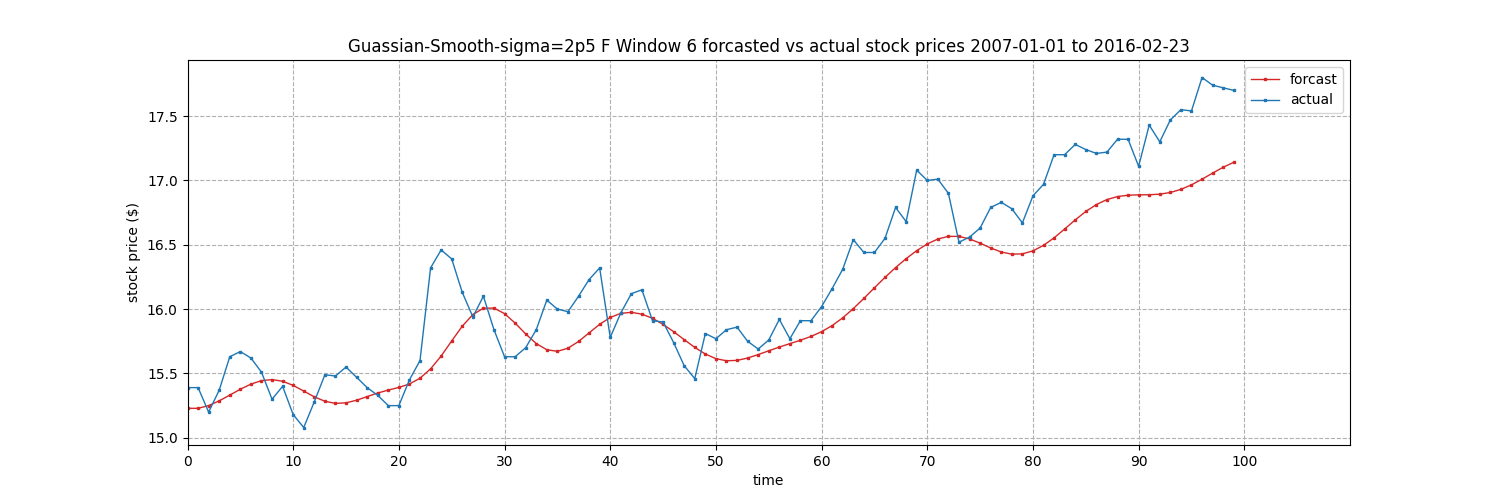 Guassian-Smooth-sigma=2p5 F Window 6 forcasted vs actual stock prices 2007-01-01 to 2016-02-23
forcast
actual
17.5
17.0
16.5
16.0
15.5
15.0
stock price ($)
0 10 20 30 40 50 60 70 80 90 100
time